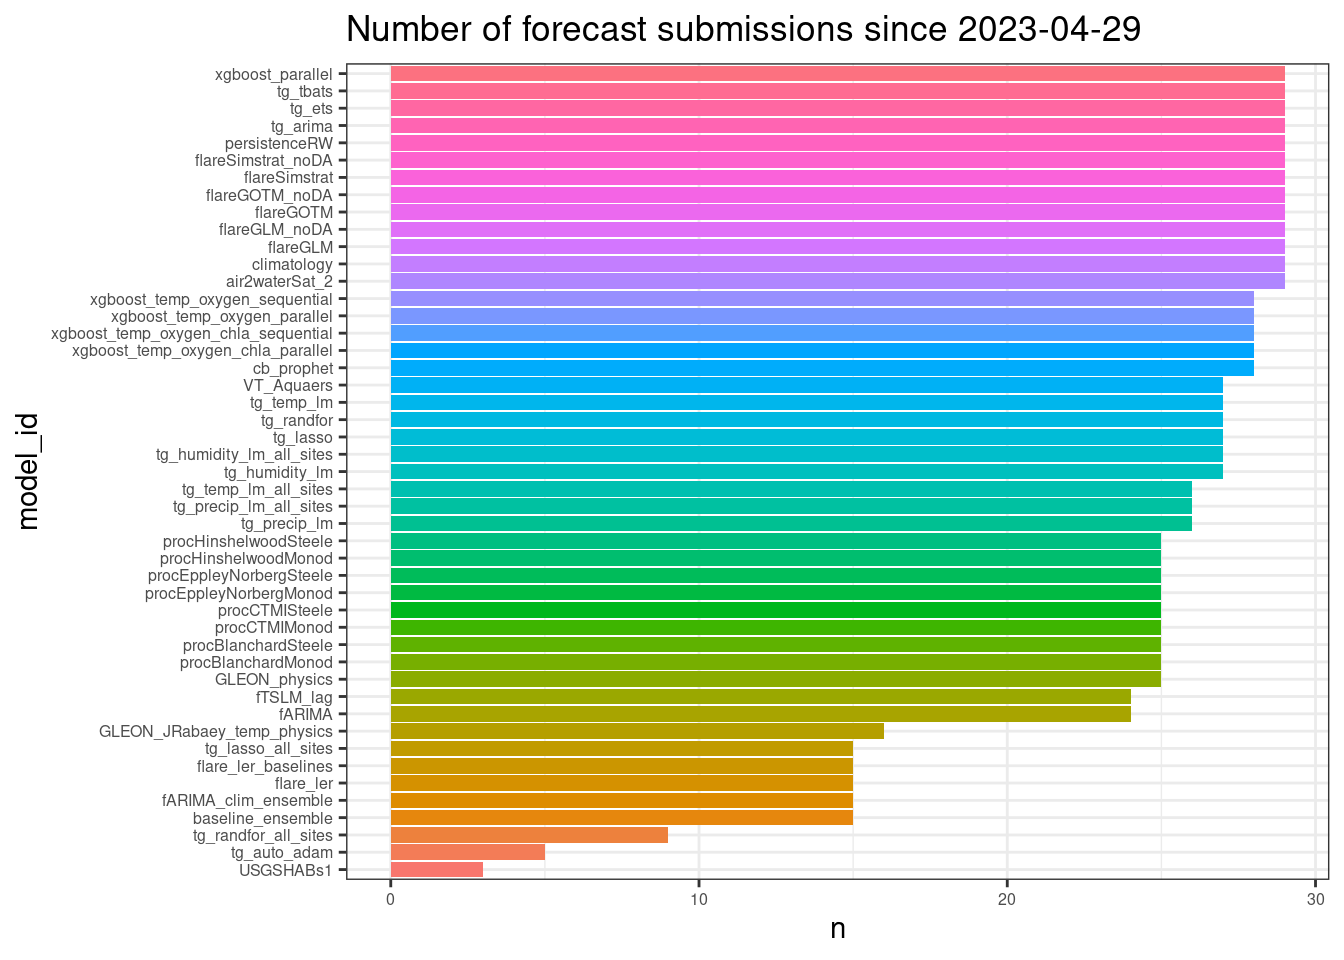 Number of forecast submissions since 2023-04-29
xgboost_parallel
tg_tbats
tg_ets
tg_arima
persistenceRW
flareSimstrat_noDA
flareSimstrat
flareGOTM_noDA
flareGOTM
flareGLM_noDA
flareGLM
climatology
air2waterSat_2
xgboost_temp_oxygen_sequential
xgboost_temp_oxygen_parallel
xgboost_temp_oxygen_chla_sequential
xgboost_temp_oxygen_chla_parallel
cb_prophet
VT_Aquaers
tg_temp_lm
tg_randfor
tg_lasso
tg_humidity_lm_all_sites
tg_humidity_lm
tg_temp_lm_all_sites
tg_precip_lm_all_sites
tg_precip_lm
procHinshelwoodSteele
procHinshelwoodMonod
procEppleyNorbergSteele
procEppleyNorbergMonod
procCTMISteele
procCTMIMonod
procBlanchardSteele
procBlanchardMonod
GLEON_physics
fTSLM_lag
fARIMA
GLEON_JRabaey_temp_physics
tg_lasso_all_sites
flare_ler_baselines
flare_ler
fARIMA_clim_ensemble
baseline_ensemble
tg_randfor_all_sites
tg_auto_adam
USGSHABs1
model_id
0 10 20 30
n